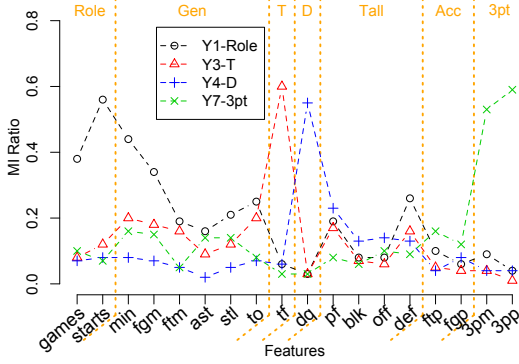 Role Gen T D Tall Acc 3pt
Y1-Role
Y3-T
Y4-D
Y7-3pt
MI Ratio
0.8
0.6
0.4
0.2
0.0
games starts min fgm ftm ast stl to tf dq pf blk off def ftp fgp 3pm 3pp
Features